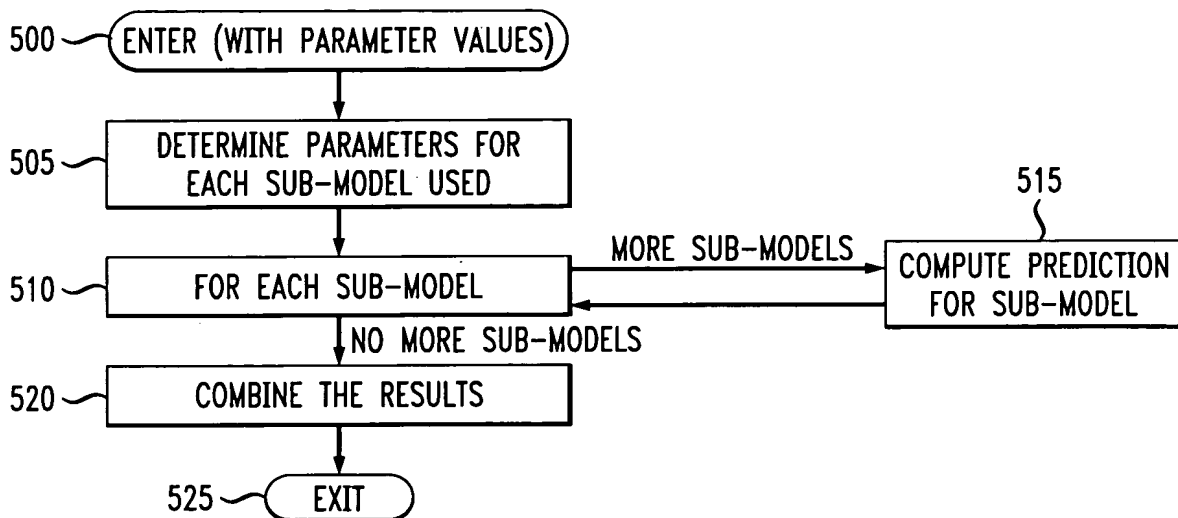 500
ENTER (WITH PARAMETER VALUES)
505
DETERMINE PARAMETERS FOR
EACH SUB-MODEL USED
510
FOR EACH SUB-MODEL
MORE SUB-MODELS
515
COMPUTE PREDICTION
FOR SUB-MODEL
NO MORE SUB-MODELS
520
COMBINE THE RESULTS
525
EXIT